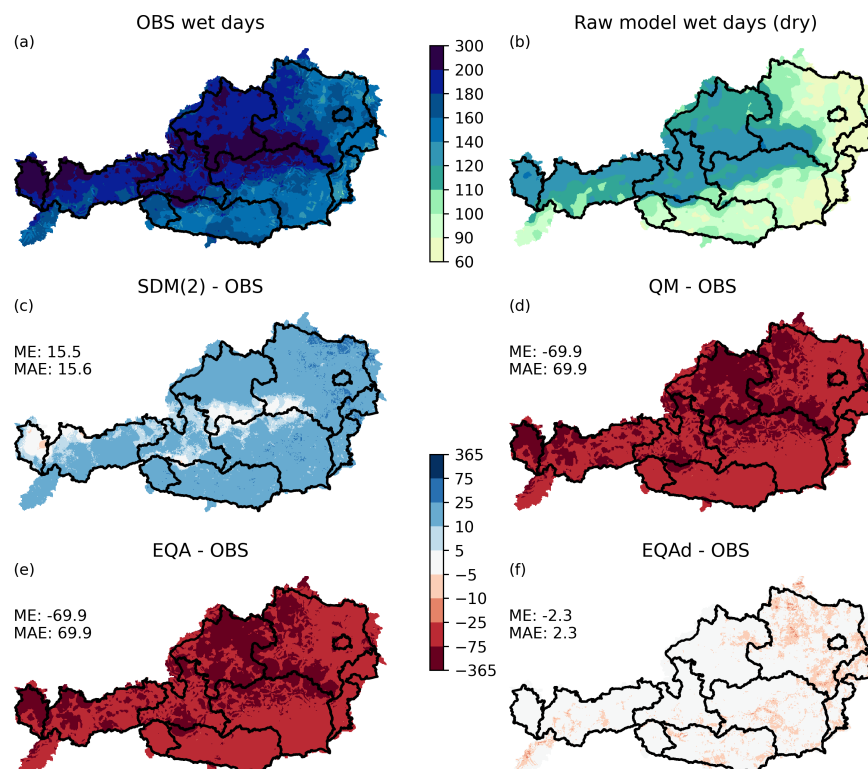 OBS wet days
(a)
300
200
180
160
140
120
110
100
90
60
Raw model wet days (dry)
(b)
SDM(2) - OBS
(c)
ME: 15.5
MAE: 15.6
QM - OBS
(d)
ME: -69.9
MAE: 69.9
365
75
25
10
5
−5
−10
−25
−75
−365
EQA - OBS
(e)
ME: -69.9
MAE: 69.9
EQAd - OBS
(f)
ME: -2.3
MAE: 2.3